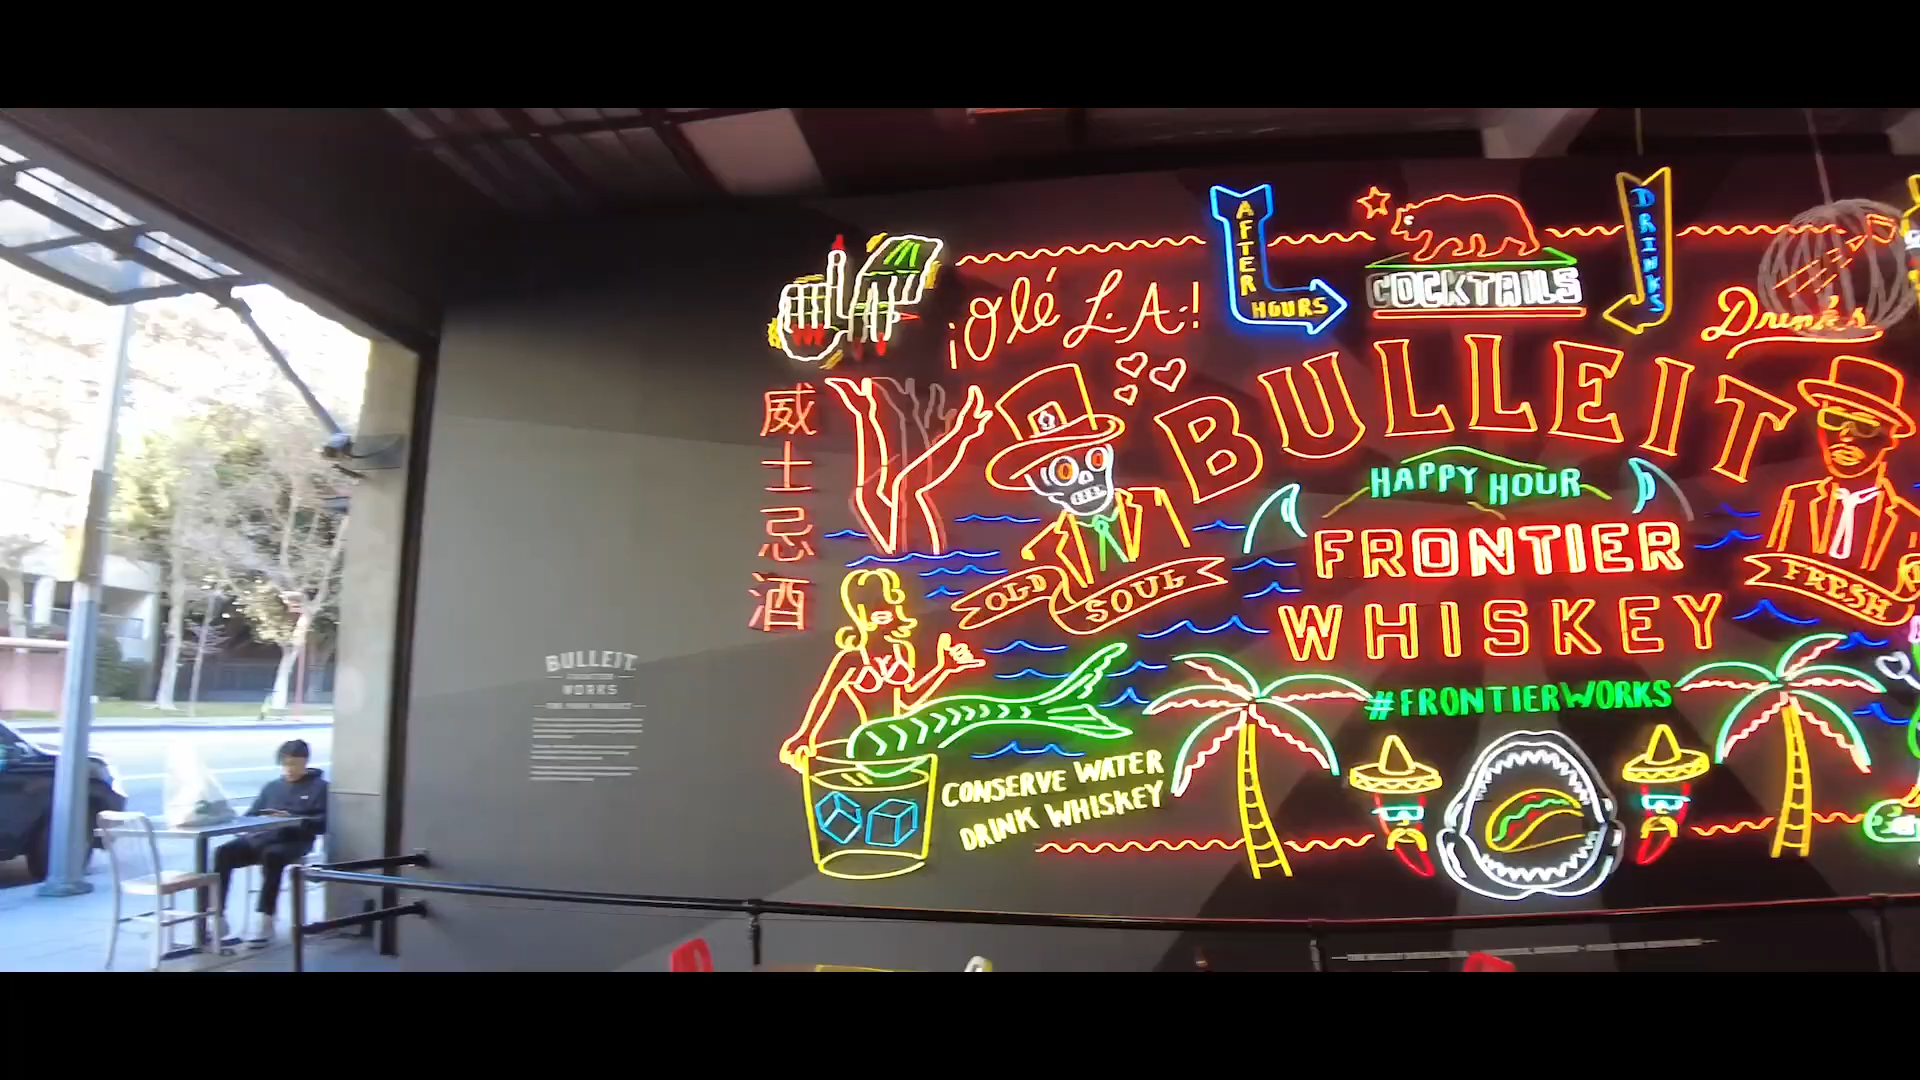 AFTER
HOURS
COCKTAILS
DRINKS
¡Olé L.A.!
Drinks
BULLEIT
威士忌酒
HAPPY HOUR
FRONTIER
WHISKEY
OLD SOUL
FRESH
#FRONTIERWORKS
CONSERVE WATER
DRINK WHISKEY
BULLEIT
FRONTIER
WORKS